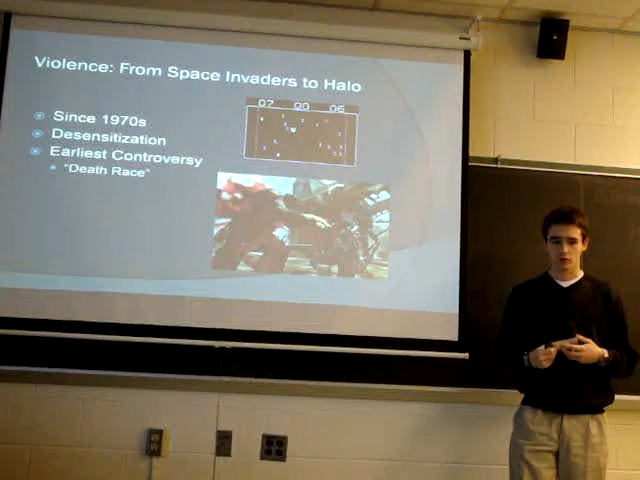 Violence: From Space Invaders to Halo
Since 1970s
Desensitization
Earliest Controversy
"Death Race"
07 00 06